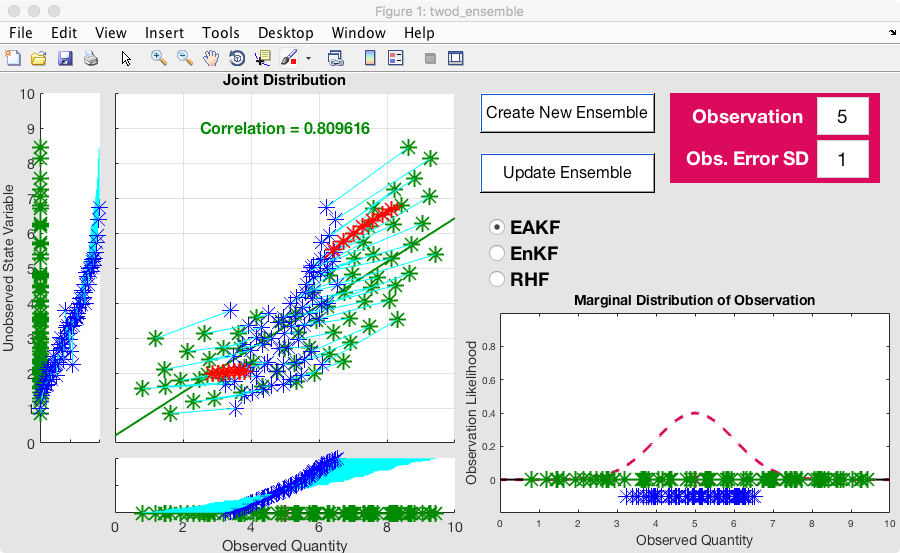 Figure 1: twod_ensemble
File Edit View Insert Tools Desktop Window Help
Joint Distribution
Correlation = 0.809616
Unobserved State Variable
10
9
8
7
6
5
4
3
2
1
0
0 2 4 6 8 10
Observed Quantity
Create New Ensemble
Update Ensemble
Observation 5
Obs. Error SD 1
EAKF
EnKF
RHF
Marginal Distribution of Observation
Observation Likelihood
0.8
0.6
0.4
0.2
0
0 1 2 3 4 5 6 7 8 9 10
Observed Quantity